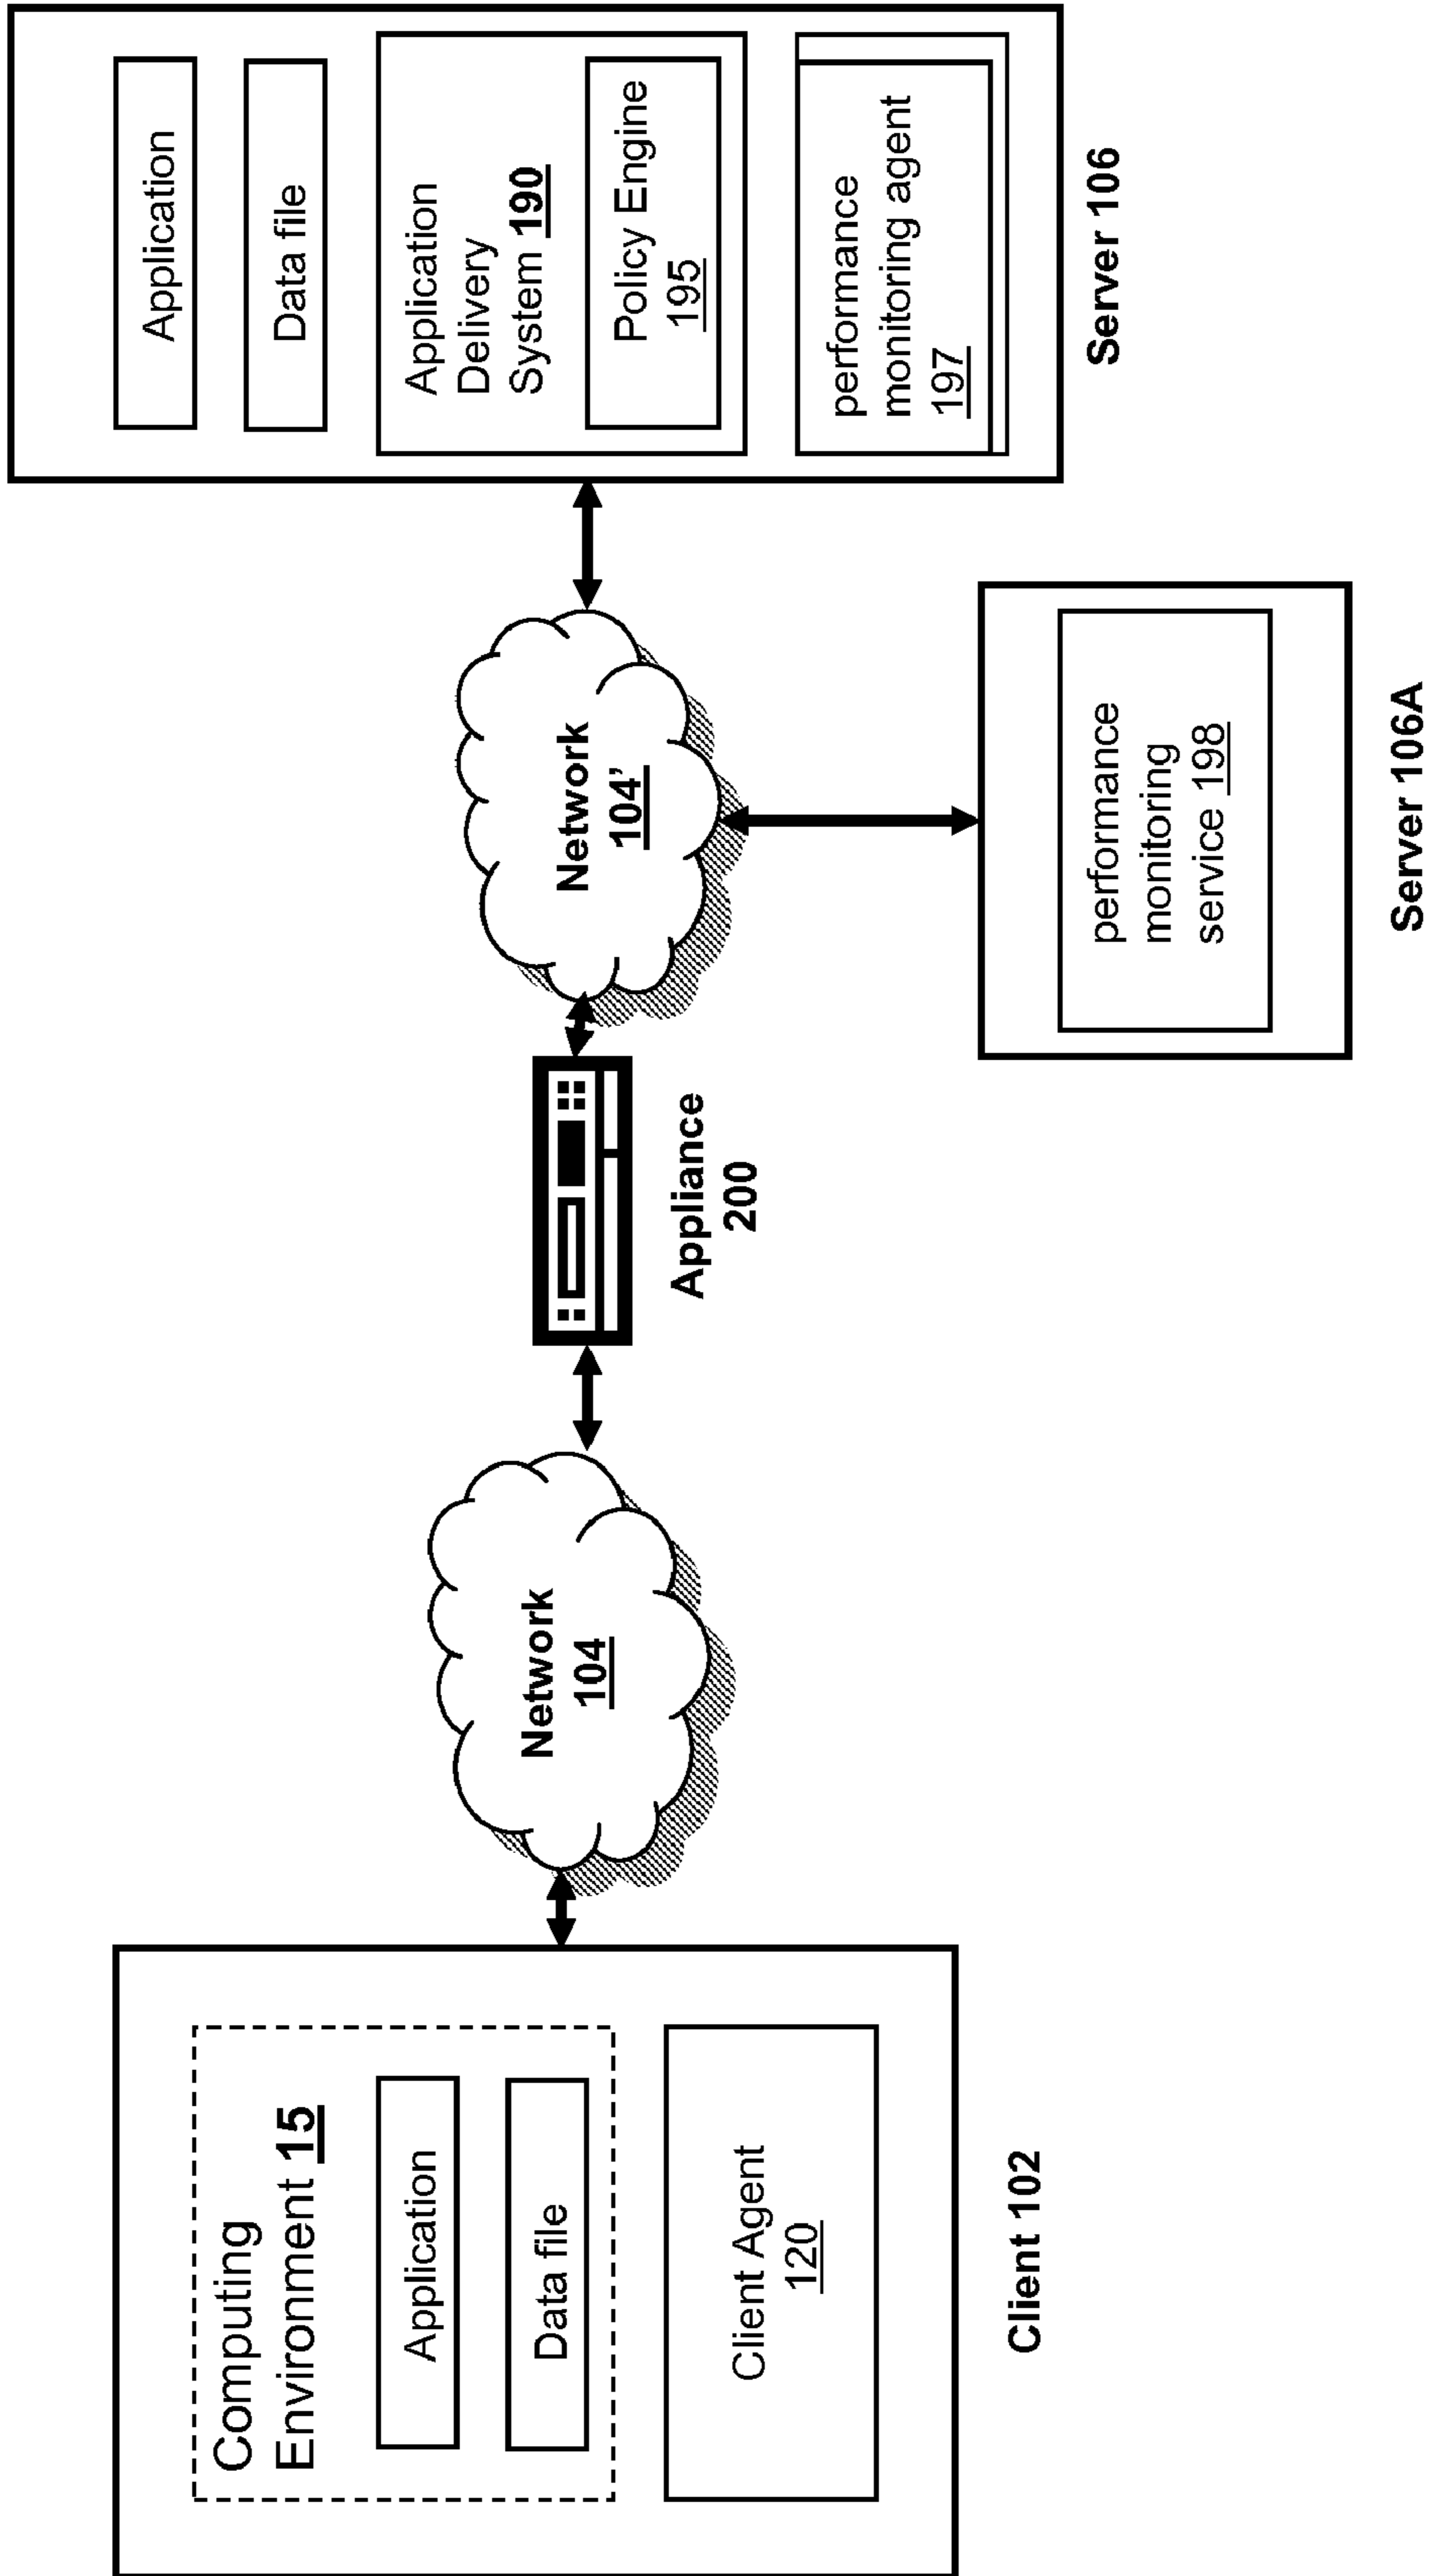 Computing
Environment 15
Application
Data file
Client Agent
120
Client 102
Network
104
Appliance
200
Network
104'
performance
monitoring
service 198
Server 106A
Application
Data file
Application
Delivery
System 190
Policy Engine
195
performance
monitoring agent
197
Server 106